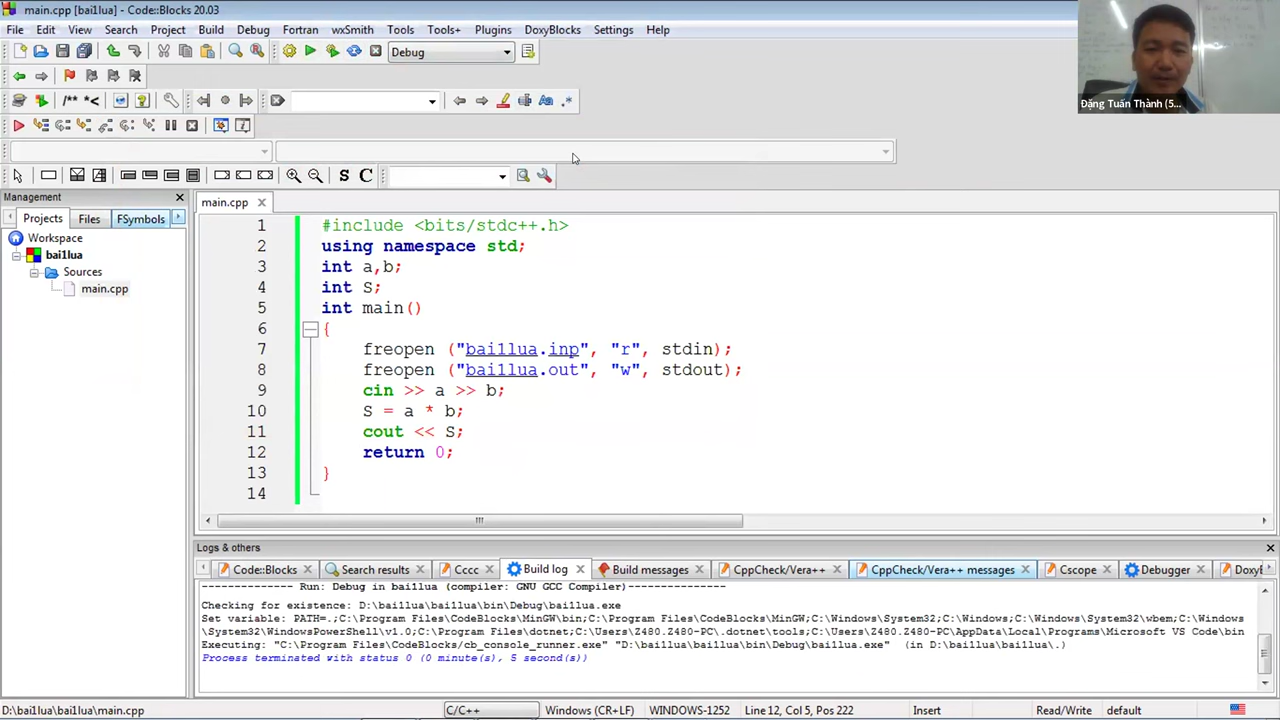 main.cpp [bai1lua] - Code::Blocks 20.03
File Edit View Search Project Build Debug Fortran wxSmith Tools Tools+ Plugins DoxyBlocks Settings Help
Debug
/** *<
S C
Đặng Tuấn Thành (5...
Management
Projects Files FSymbols
Workspace
bai1lua
Sources
main.cpp
main.cpp
1 #include <bits/stdc++.h>
2 using namespace std;
3 int a,b;
4 int S;
5 int main()
6 {
7 freopen ("bai1lua.inp", "r", stdin);
8 freopen ("bai1lua.out", "w", stdout);
9 cin >> a >> b;
10 S = a * b;
11 cout << S;
12 return 0;
13 }
14
Logs & others
Code::Blocks Search results Cccc Build log Build messages CppCheck/Vera++ CppCheck/Vera++ messages Cscope Debugger Doxy
-------------- Run: Debug in bai1lua (compiler: GNU GCC Compiler)---------------
Checking for existence: D:\bai1lua\bai1lua\bin\Debug\bai1lua.exe
Set variable: PATH=.;C:\Program Files\CodeBlocks\MinGW\bin;C:\Program Files\CodeBlocks\MinGW;C:\Windows\System32;C:\Windows;C:\Windows\System32\wbem;C:\Windows
\System32\WindowsPowerShell\v1.0;C:\Program Files\dotnet;C:\Users\Z480.Z480-PC\.dotnet\tools;C:\Users\Z480.Z480-PC\AppData\Local\Programs\Microsoft VS Code\bin
Executing: "C:\Program Files\CodeBlocks/cb_console_runner.exe" "D:\bai1lua\bai1lua\bin\Debug\bai1lua.exe" (in D:\bai1lua\bai1lua\.)
Process terminated with status 0 (0 minute(s), 5 second(s))
D:\bai1lua\bai1lua\main.cpp C/C++ Windows (CR+LF) WINDOWS-1252 Line 12, Col 5, Pos 222 Insert Read/Write default